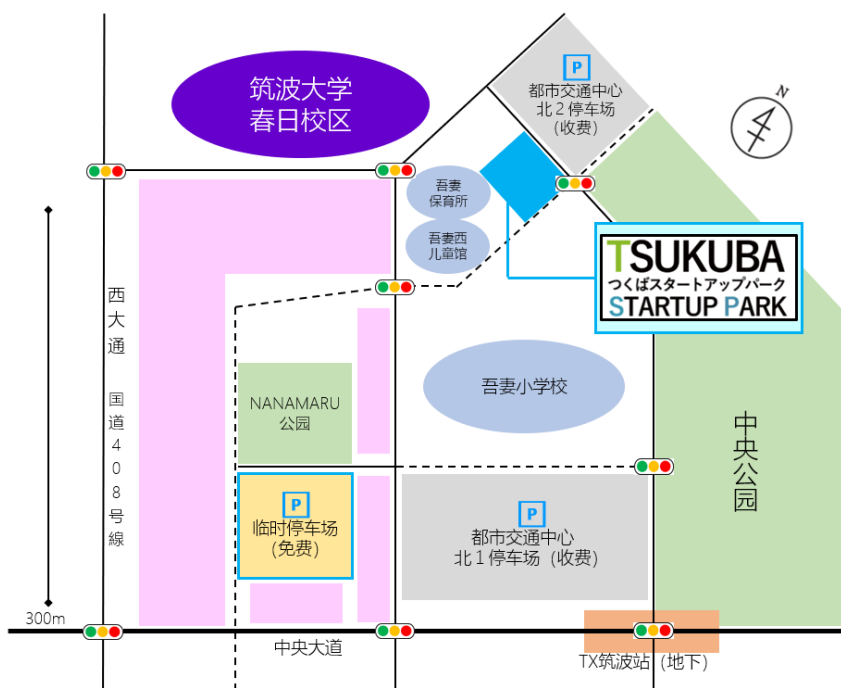 筑波大学
春日校区
P
都市交通中心
北2停车场
(收费)
N
吾妻
保育所
吾妻西
儿童馆
TSUKUBA
つくばスタートアップパーク
STARTUP PARK
西大通 国道408号線
NANAMARU
公园
吾妻小学校
中央公园
P
临时停车场
(免费)
P
都市交通中心
北1停车场(收费)
300m
中央大道
TX筑波站(地下)